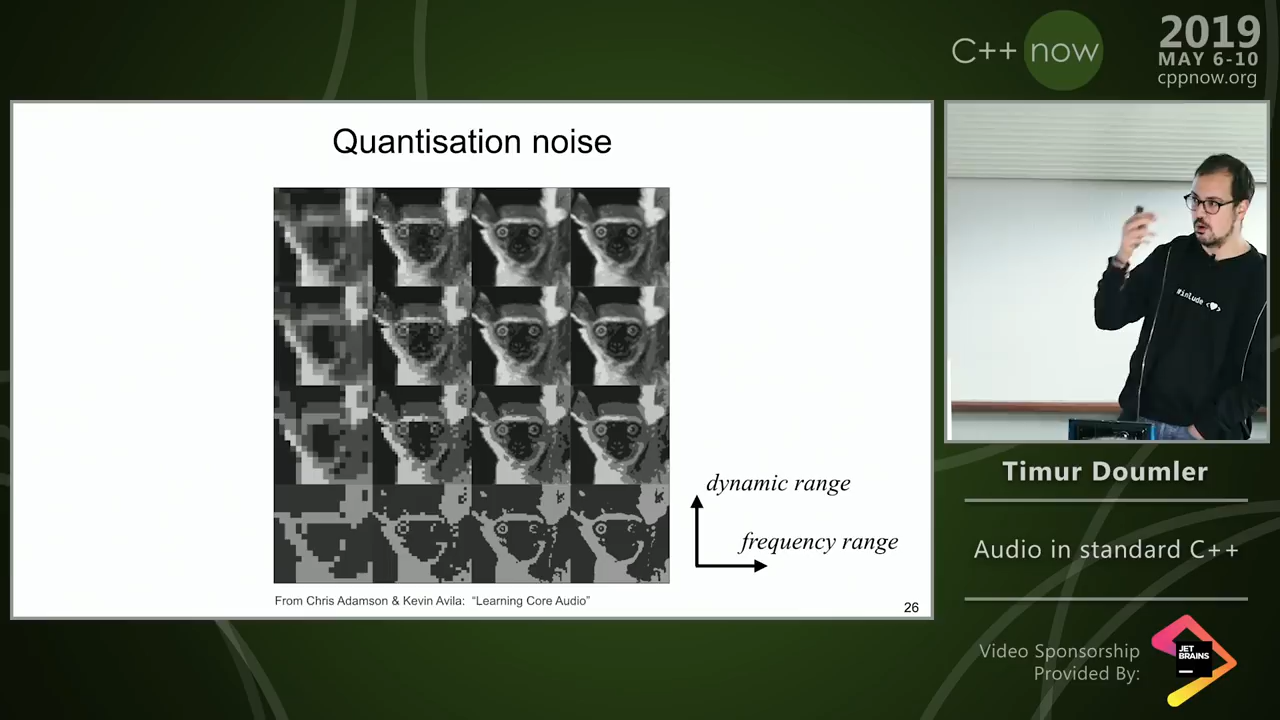 C++ now
2019
MAY 6-10
cppnow.org
Quantisation noise
dynamic range
frequency range
From Chris Adamson & Kevin Avila: “Learning Core Audio”
26
#include <♥>
Timur Doumler
Audio in standard C++
Video Sponsorship
Provided By:
JET
BRAINS